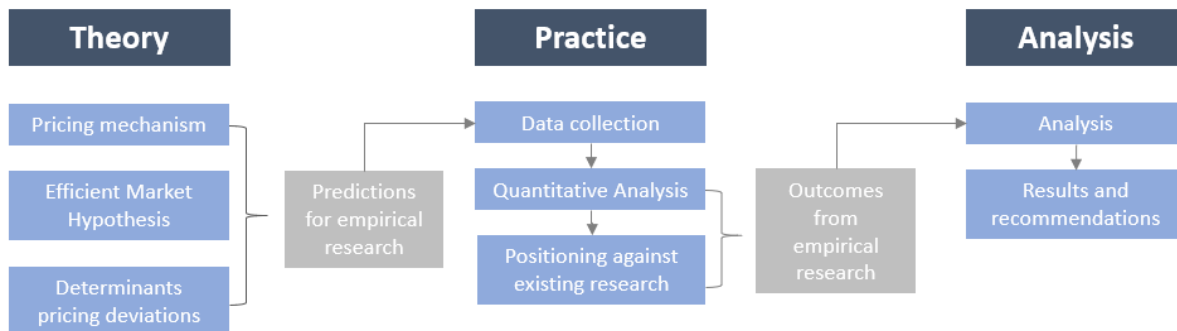 Theory
Pricing mechanism
Efficient Market
Hypothesis
Determinants
pricing deviations
Predictions
for empirical
research
Practice
Data collection
Quantitative Analysis
Positioning against
existing research
Outcomes
from
empirical
research
Analysis
Analysis
Results and
recommendations